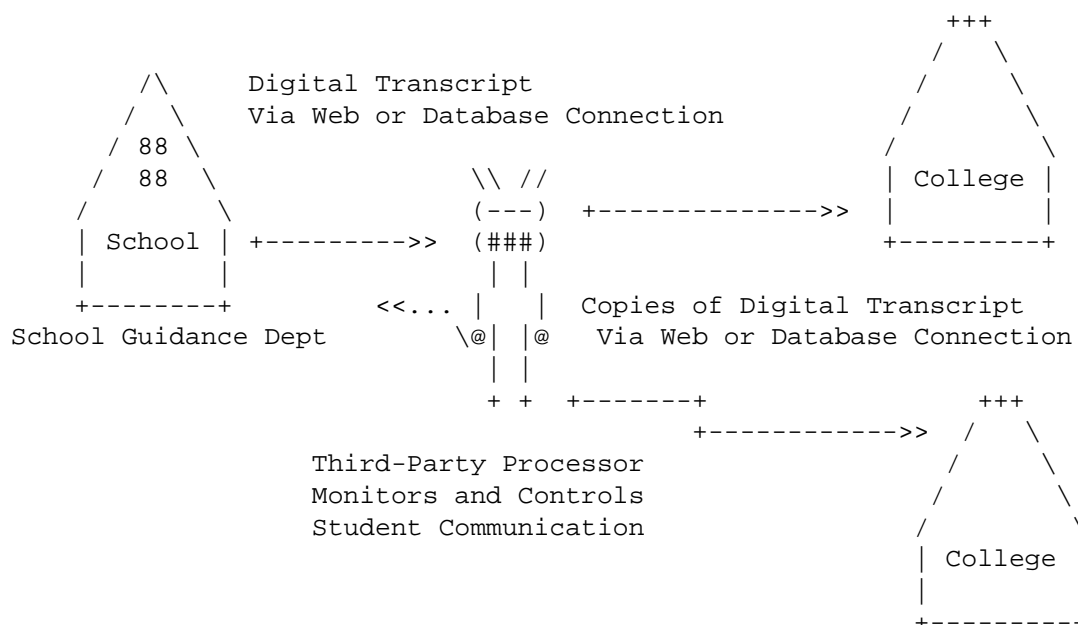 +++
/ \
/\ Digital Transcript / \
/ \ Via Web or Database Connection / \
/ 88 \ / \
/ 88 \ \\ // | College |
/ \ (---) +-------------->> | |
| School | +--------->> (###) +---------+
| | | |
+--------+ <<... | | Copies of Digital Transcript
School Guidance Dept \@| |@ Via Web or Database Connection
| |
+ + +-------+ +++
+------------>> / \
Third-Party Processor / \
Monitors and Controls / \
Student Communication / \
| College
|
+----------